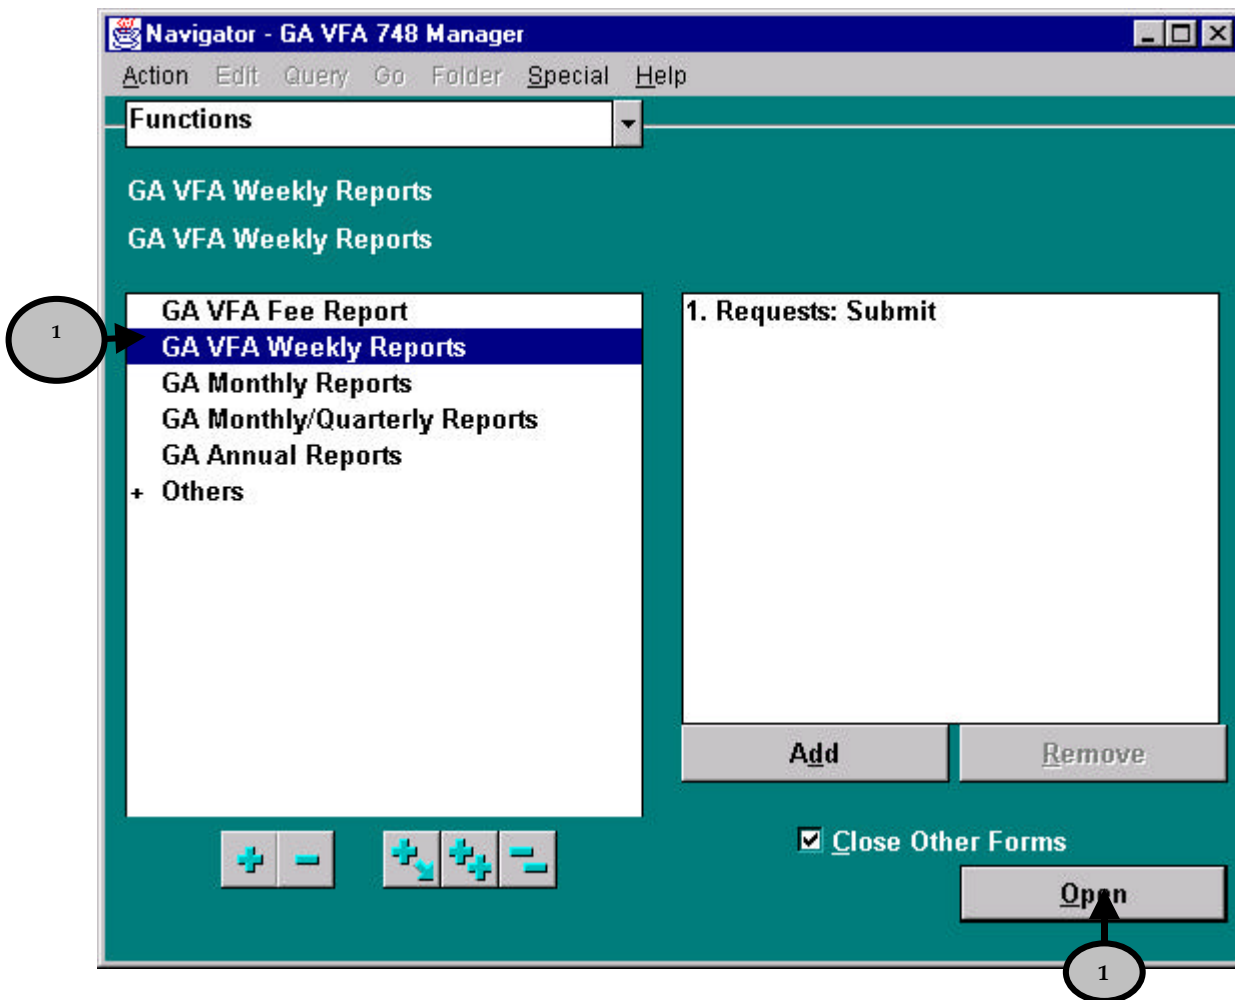 Navigator - GA VFA 748 Manager
Action Edit Query Go Folder Special Help
Functions
GA VFA Weekly Reports
GA VFA Weekly Reports
GA VFA Fee Report
GA VFA Weekly Reports
GA Monthly Reports
GA Monthly/Quarterly Reports
GA Annual Reports
+ Others
1
1. Requests: Submit
Add Remove
Close Other Forms
Open
1